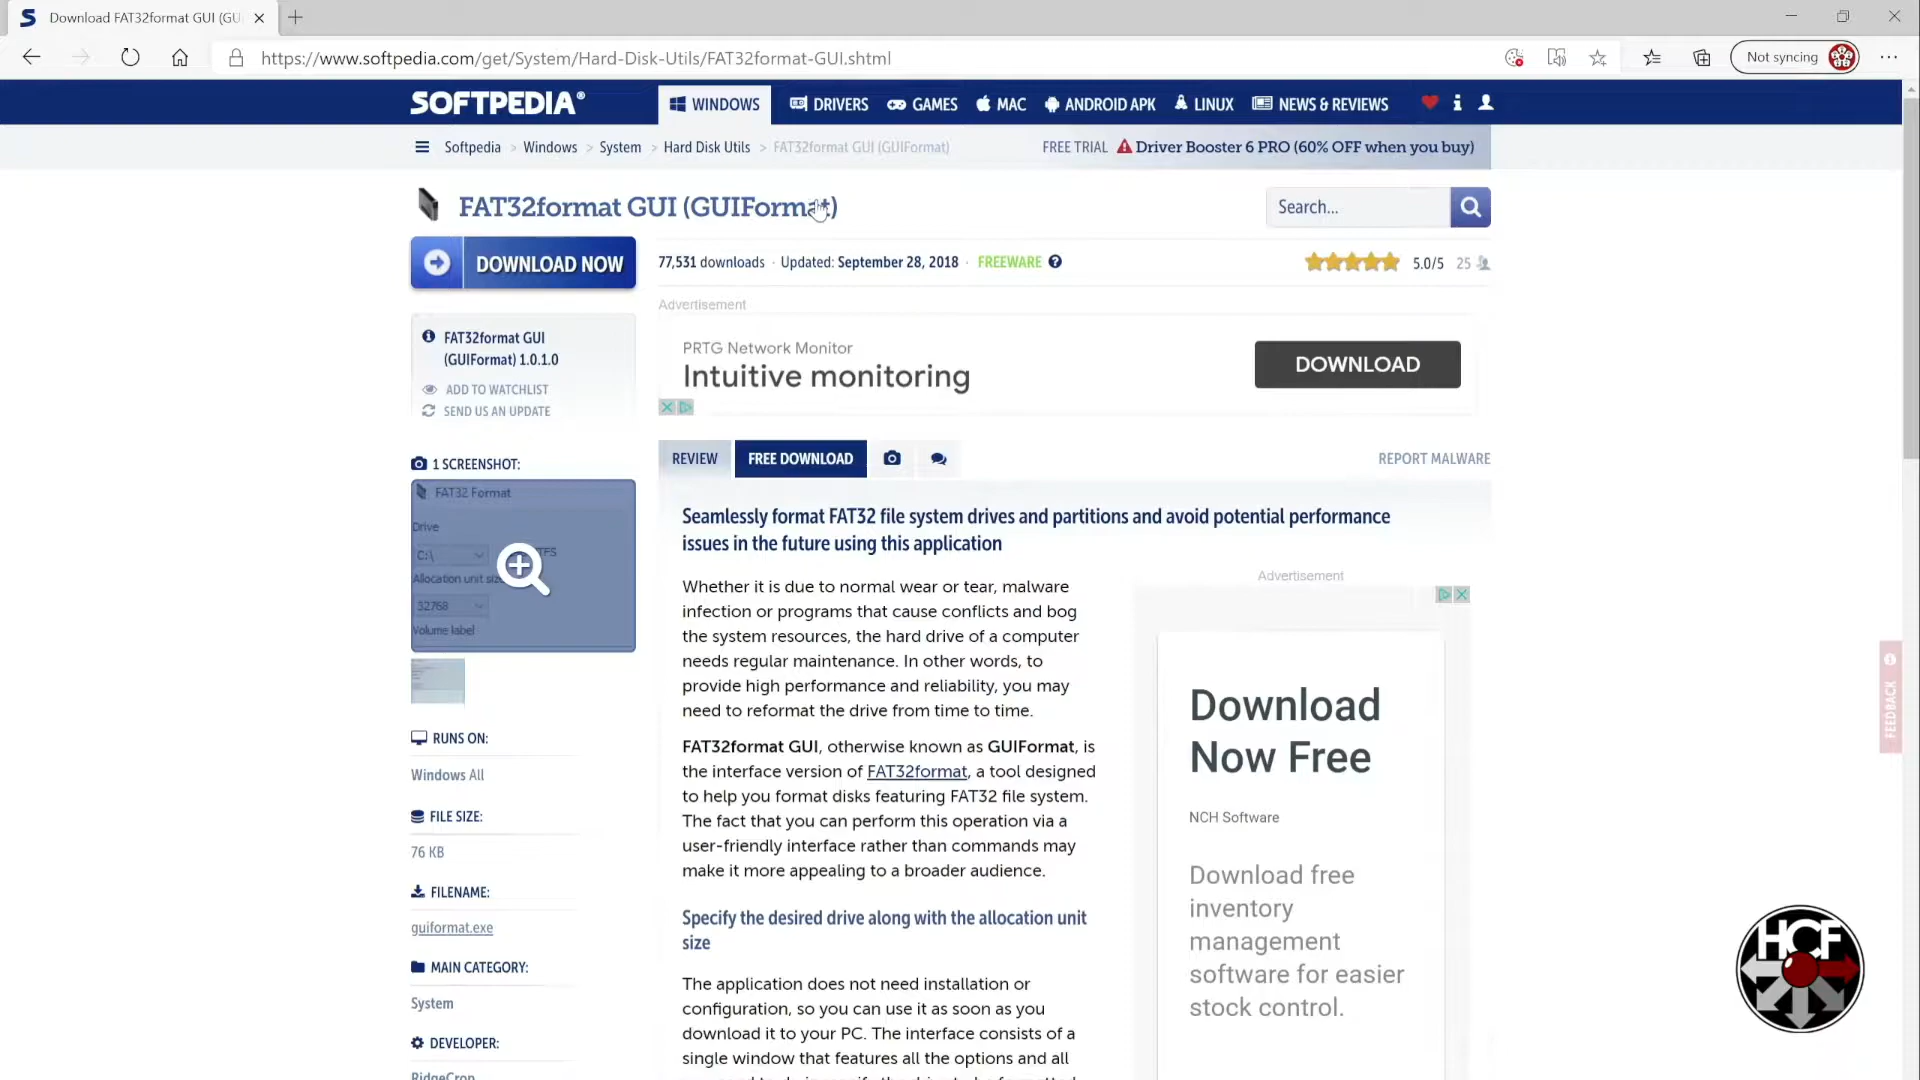 Download FAT32format GUI (GU
https://www.softpedia.com/get/System/Hard-Disk-Utils/FAT32format-GUI.shtml
Not syncing
SOFTPEDIA®
WINDOWS
DRIVERS
GAMES
MAC
ANDROID APK
LINUX
NEWS & REVIEWS
Softpedia > Windows > System > Hard Disk Utils > FAT32format GUI (GUIFormat)
FREE TRIAL Driver Booster 6 PRO (60% OFF when you buy)
FAT32format GUI (GUIFormat)
Search...
DOWNLOAD NOW
77,531 downloads · Updated: September 28, 2018 · FREEWARE
5.0/5 25
Advertisement
FAT32format GUI
(GUIFormat) 1.0.1.0
ADD TO WATCHLIST
SEND US AN UPDATE
PRTG Network Monitor
Intuitive monitoring
DOWNLOAD
1 SCREENSHOT:
FAT32 Format
Drive
C:\
Allocation unit size
32768
Volume label
REVIEW
FREE DOWNLOAD
REPORT MALWARE
Seamlessly format FAT32 file system drives and partitions and avoid potential performance
issues in the future using this application
Whether it is due to normal wear or tear, malware
infection or programs that cause conflicts and bog
the system resources, the hard drive of a computer
needs regular maintenance. In other words, to
provide high performance and reliability, you may
need to reformat the drive from time to time.
FAT32format GUI, otherwise known as GUIFormat, is
the interface version of FAT32format, a tool designed
to help you format disks featuring FAT32 file system.
The fact that you can perform this operation via a
user-friendly interface rather than commands may
make it more appealing to a broader audience.
Specify the desired drive along with the allocation unit
size
The application does not need installation or
configuration, so you can use it as soon as you
download it to your PC. The interface consists of a
single window that features all the options and all
Advertisement
Download
Now Free
NCH Software
Download free
inventory
management
software for easier
stock control.
RUNS ON:
Windows All
FILE SIZE:
76 KB
FILENAME:
guiformat.exe
MAIN CATEGORY:
System
DEVELOPER:
RidgeCrop
FEEDBACK
HCF